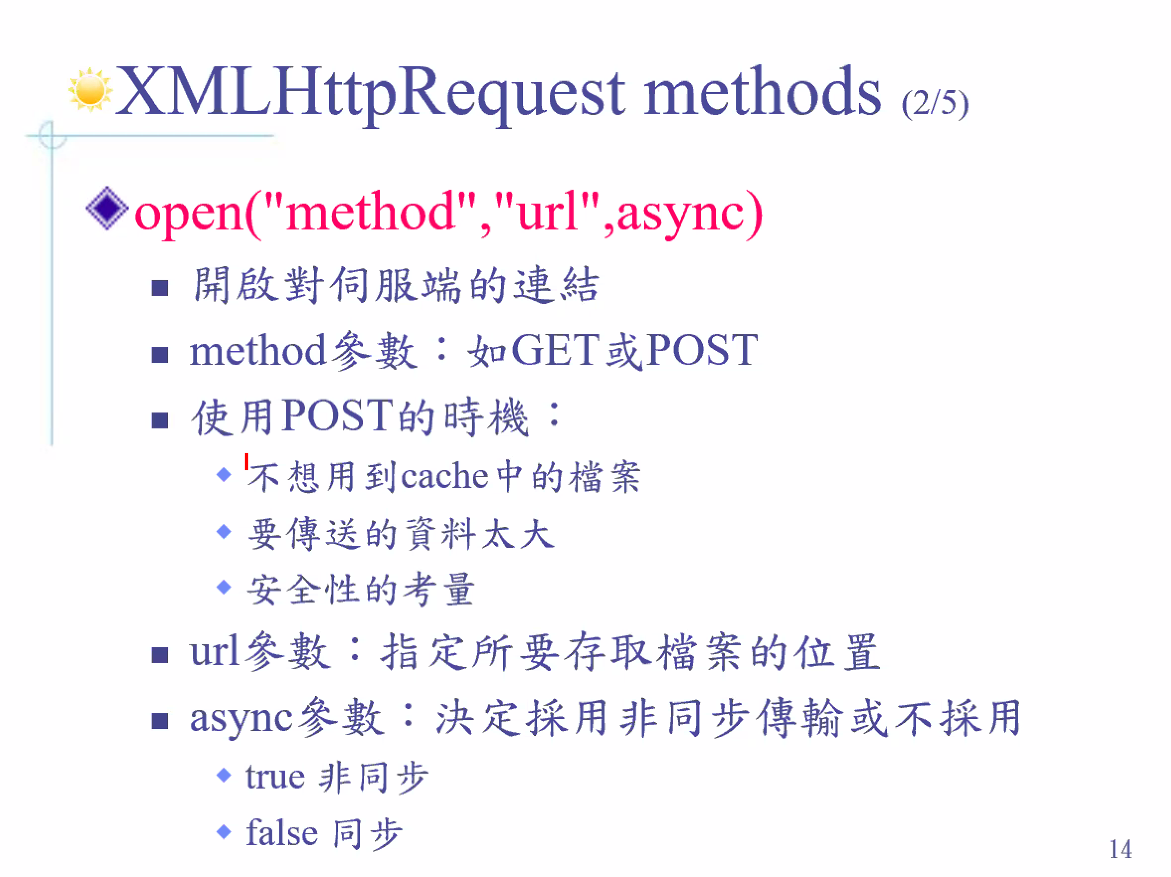 XMLHttpRequest methods (2/5)
open("method","url",async)
開啟對伺服端的連結
method參數：如GET或POST
使用POST的時機：
不想用到cache中的檔案
要傳送的資料太大
安全性的考量
url參數：指定所要存取檔案的位置
async參數：決定採用非同步傳輸或不採用
true 非同步
false 同步
14